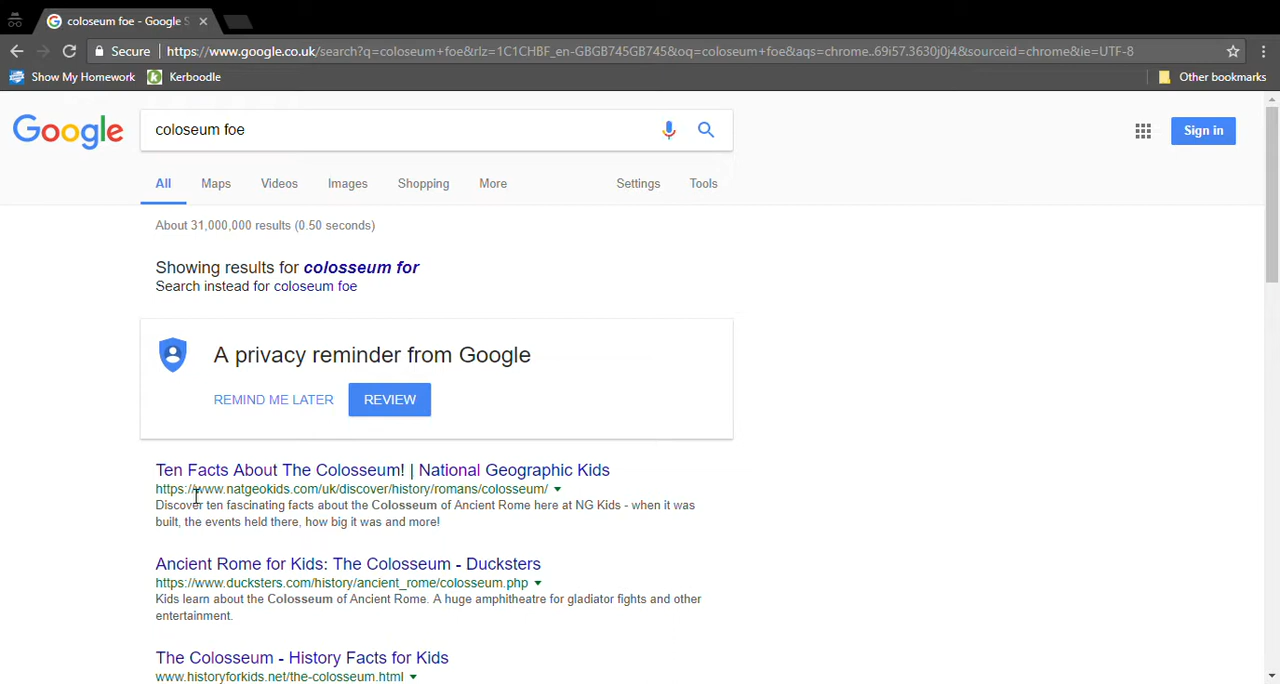 coloseum foe - Google S
Secure | https://www.google.co.uk/search?q=coloseum+foe&rlz=1C1CHBF_en-GBGB745GB745&oq=coloseum+foe&aqs=chrome..69i57.3630j0j4&sourceid=chrome&ie=UTF-8
Show My Homework k Kerboodle Other bookmarks
Google coloseum foe Sign in
All Maps Videos Images Shopping More Settings Tools
About 31,000,000 results (0.50 seconds)
Showing results for colosseum for
Search instead for coloseum foe
A privacy reminder from Google
REMIND ME LATER REVIEW
Ten Facts About The Colosseum! | National Geographic Kids
https://www.natgeokids.com/uk/discover/history/romans/colosseum/
Discover ten fascinating facts about the Colosseum of Ancient Rome here at NG Kids - when it was
built, the events held there, how big it was and more!
Ancient Rome for Kids: The Colosseum - Ducksters
https://www.ducksters.com/history/ancient_rome/colosseum.php
Kids learn about the Colosseum of Ancient Rome. A huge amphitheatre for gladiator fights and other
entertainment.
The Colosseum - History Facts for Kids
www.historyforkids.net/the-colosseum.html